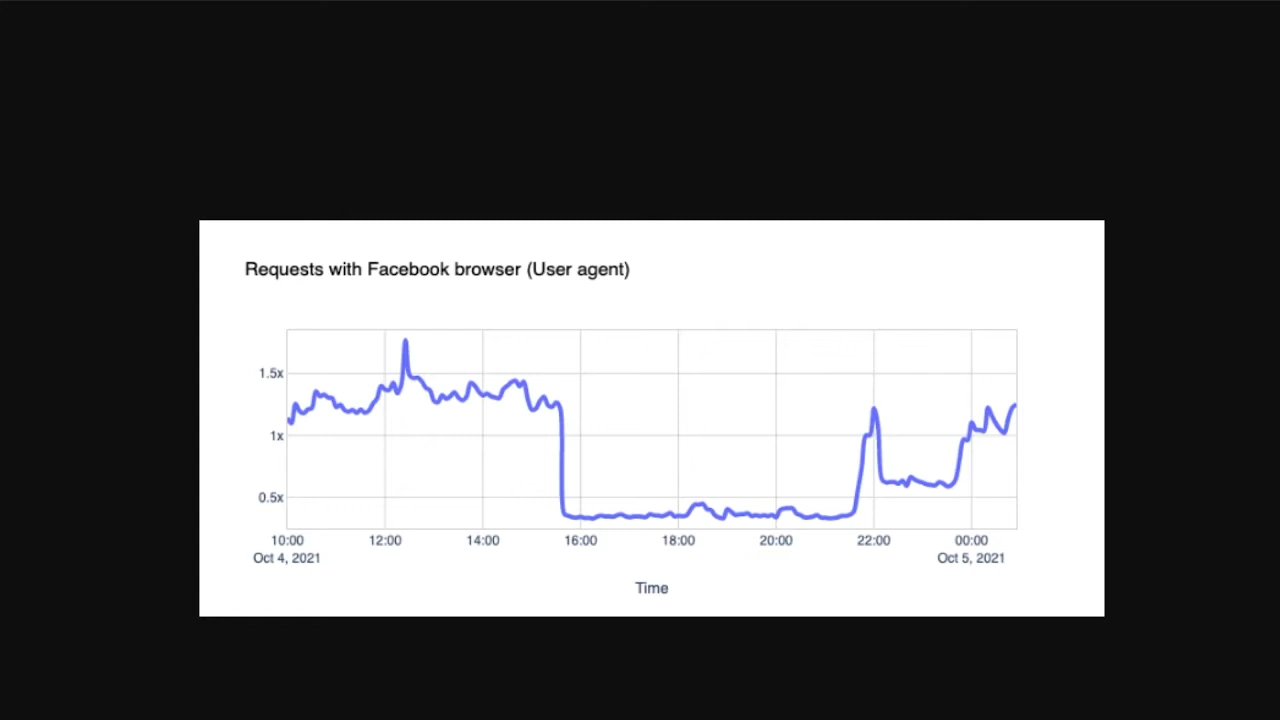 Requests with Facebook browser (User agent)
1.5x
1x
0.5x
10:00 12:00 14:00 16:00 18:00 20:00 22:00 00:00
Oct 4, 2021 Oct 5, 2021
Time